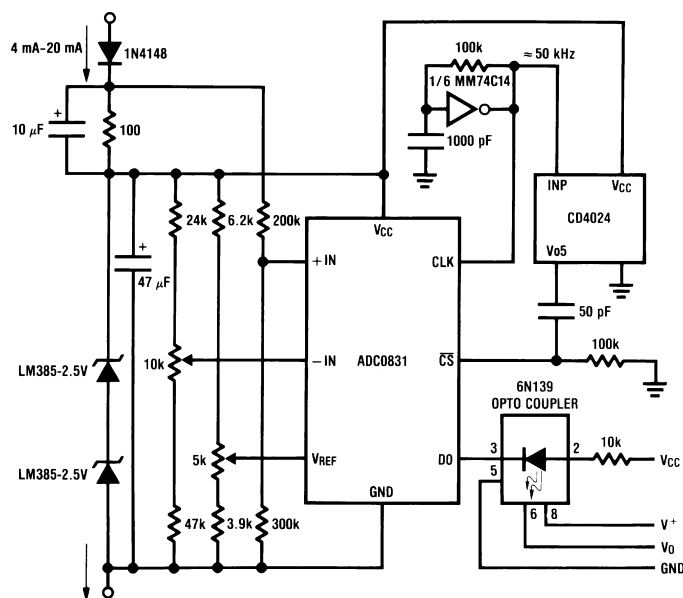 4 mA-20 mA
1N4148
100k
≈ 50 kHz
1/6 MM74C14
+
10 μF
100
1000 pF
INP
VCC
CD4024
Vo5
24k
6.2k
200k
VCC
+IN
CLK
+
47 μF
50 pF
LM385-2.5V
10k
−IN
ADC0831
CS
100k
6N139
OPTO COUPLER
LM385-2.5V
5k
VREF
DO
3
2
10k
VCC
5
GND
6
8
47k
3.9k
300k
V+
VO
GND